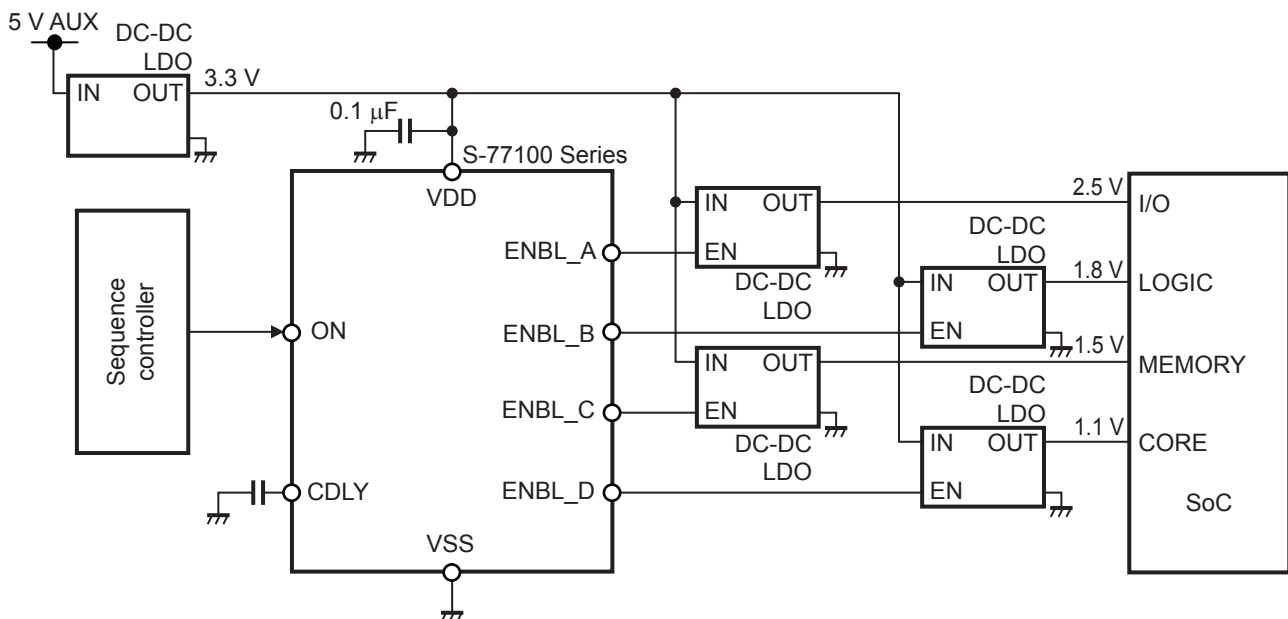 5 V AUX
DC-DC
LDO
IN OUT
3.3 V
0.1 μF
S-77100 Series
VDD
Sequence
controller
ON
CDLY
VSS
ENBL_A
ENBL_B
ENBL_C
ENBL_D
IN OUT
EN
DC-DC
LDO
2.5 V
DC-DC
LDO
IN OUT
EN
1.8 V
IN OUT
EN
DC-DC
LDO
1.5 V
DC-DC
LDO
IN OUT
EN
1.1 V
I/O
LOGIC
MEMORY
CORE
SoC